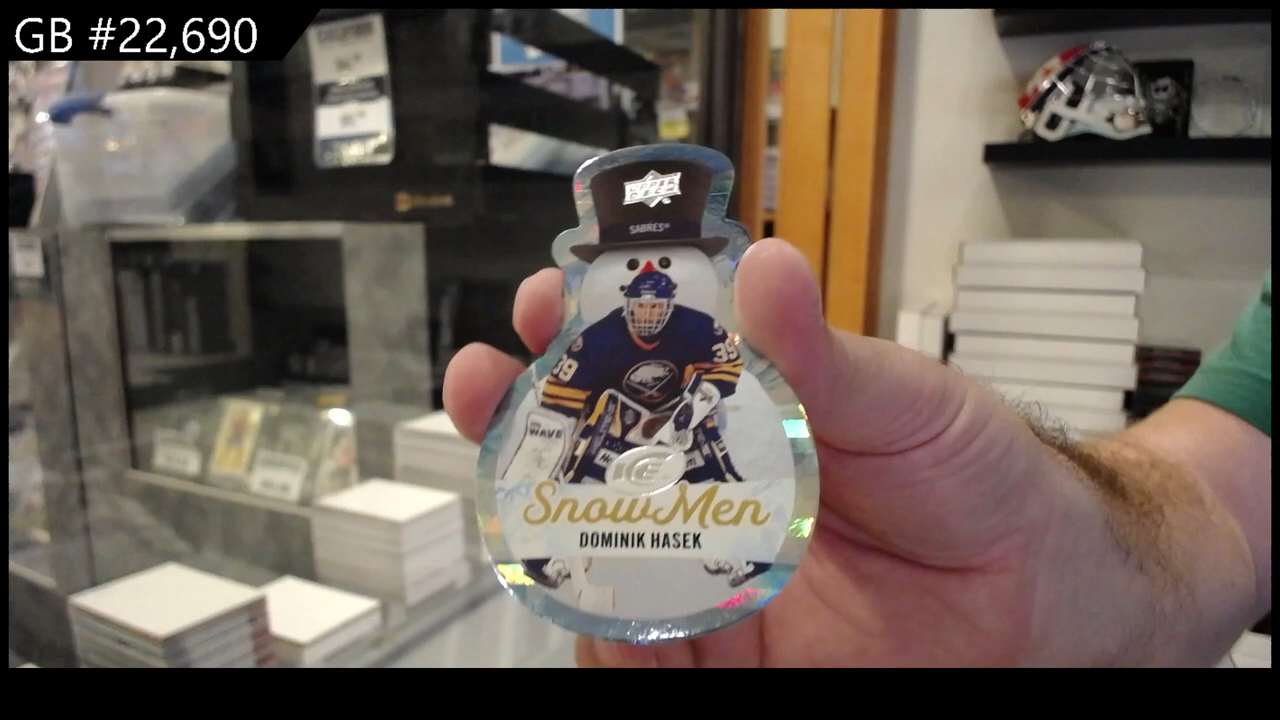 GB #22,690
UPPER DECK
SABRES
39
39
WAVE
ICE
SnowMen
DOMINIK HASEK